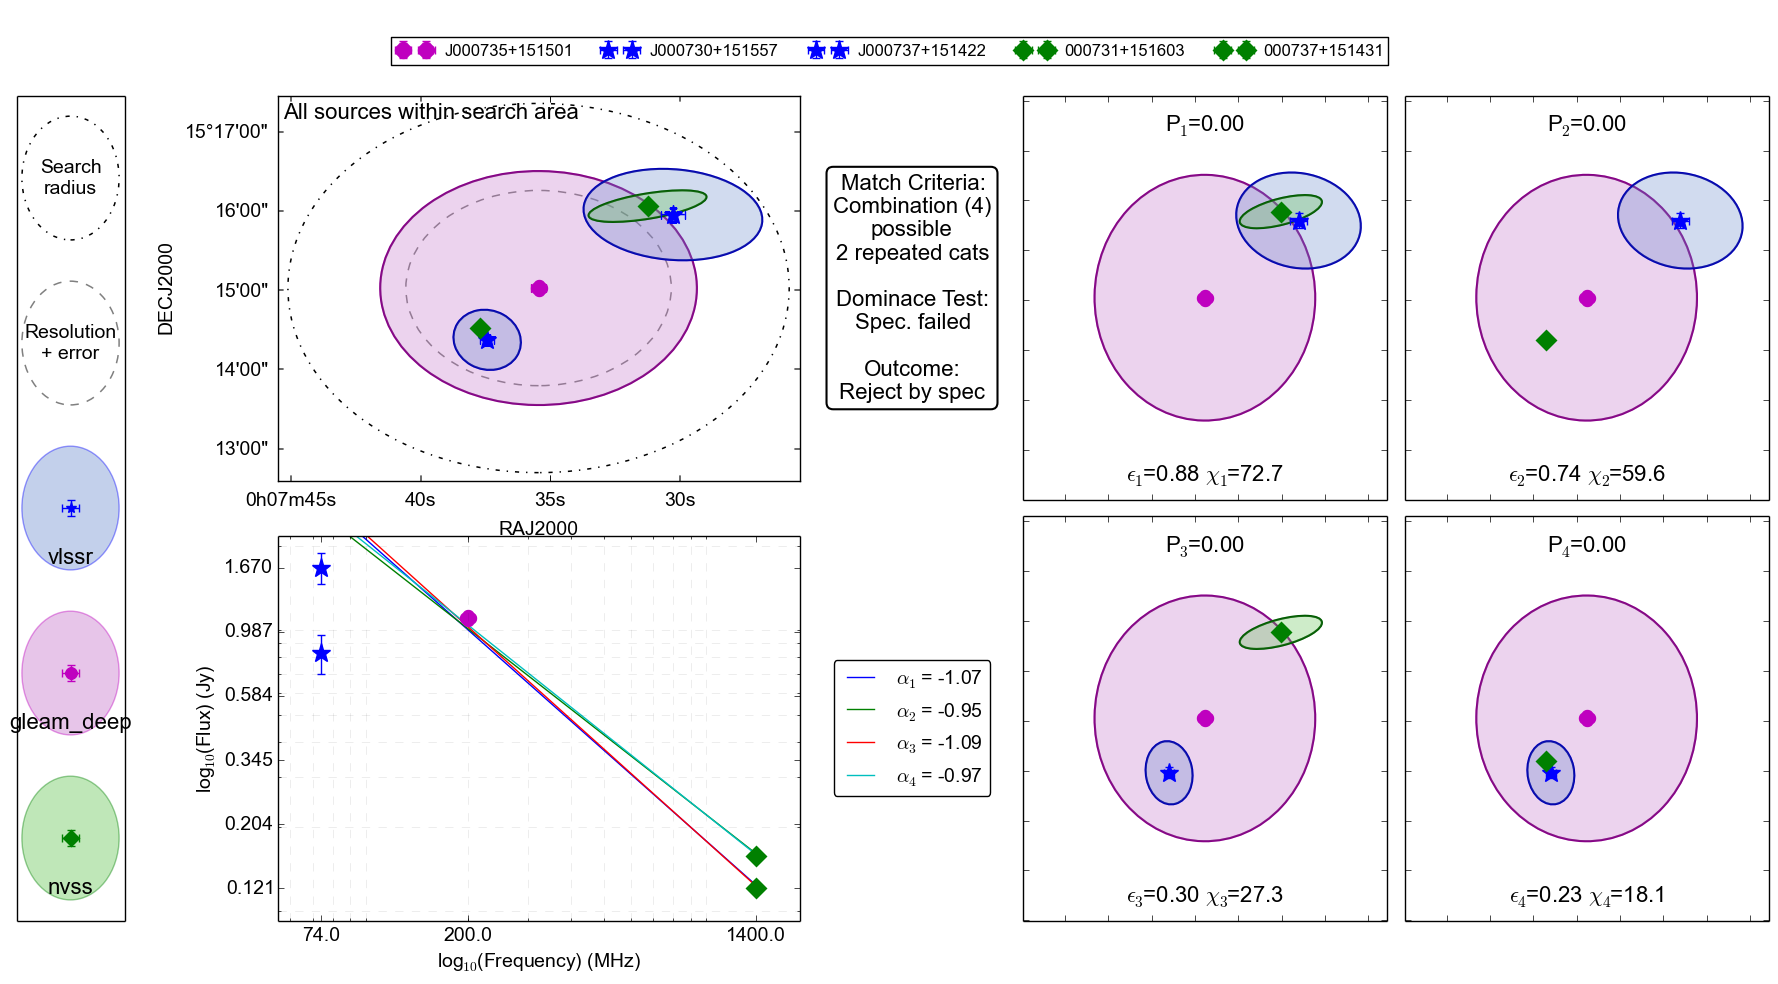 J000735+151501 J000730+151557 J000737+151422 000731+151603 000737+151431
Search
radius
Resolution
+ error
vlssr
gleam_deep
nvss
All sources within search area
DECJ2000
15°17'00"
16'00"
15'00"
14'00"
13'00"
0h07m45s 40s 35s 30s
RAJ2000
Match Criteria:
Combination (4)
possible
2 repeated cats
Dominace Test:
Spec. failed
Outcome:
Reject by spec
P₁=0.00
ϵ₁=0.88 χ₁=72.7
P₂=0.00
ϵ₂=0.74 χ₂=59.6
log₁₀(Flux) (Jy)
1.670
0.987
0.584
0.345
0.204
0.121
74.0 200.0 1400.0
log₁₀(Frequency) (MHz)
α₁ = -1.07
α₂ = -0.95
α₃ = -1.09
α₄ = -0.97
P₃=0.00
ϵ₃=0.30 χ₃=27.3
P₄=0.00
ϵ₄=0.23 χ₄=18.1